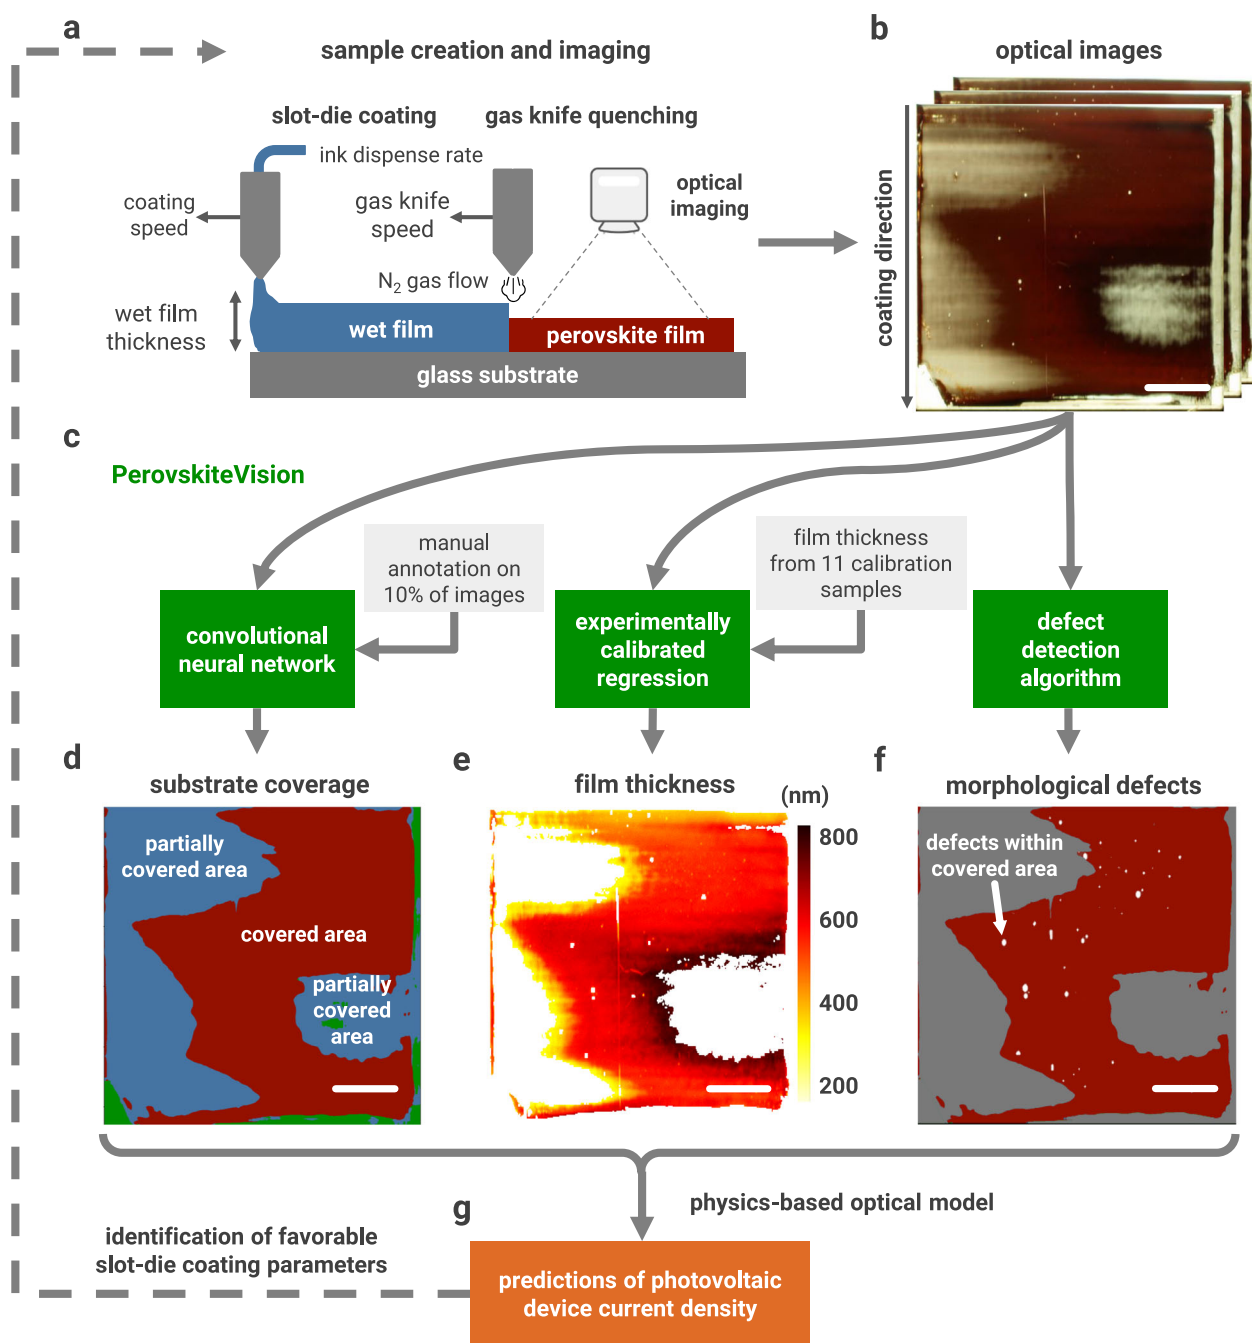 a
sample creation and imaging
b
optical images
slot-die coating
gas knife quenching
ink dispense rate
coating
speed
gas knife
speed
optical
imaging
N₂ gas flow
wet film
thickness
wet film
perovskite film
glass substrate
coating direction
c
PerovskiteVision
manual
annotation on
10% of images
film thickness
from 11 calibration
samples
convolutional
neural network
experimentally
calibrated
regression
defect
detection
algorithm
d
substrate coverage
e
film thickness
(nm)
f
morphological defects
partially
covered area
covered area
partially
covered
area
800
600
400
200
defects within
covered area
physics-based optical model
identification of favorable
slot-die coating parameters
g
predictions of photovoltaic
device current density